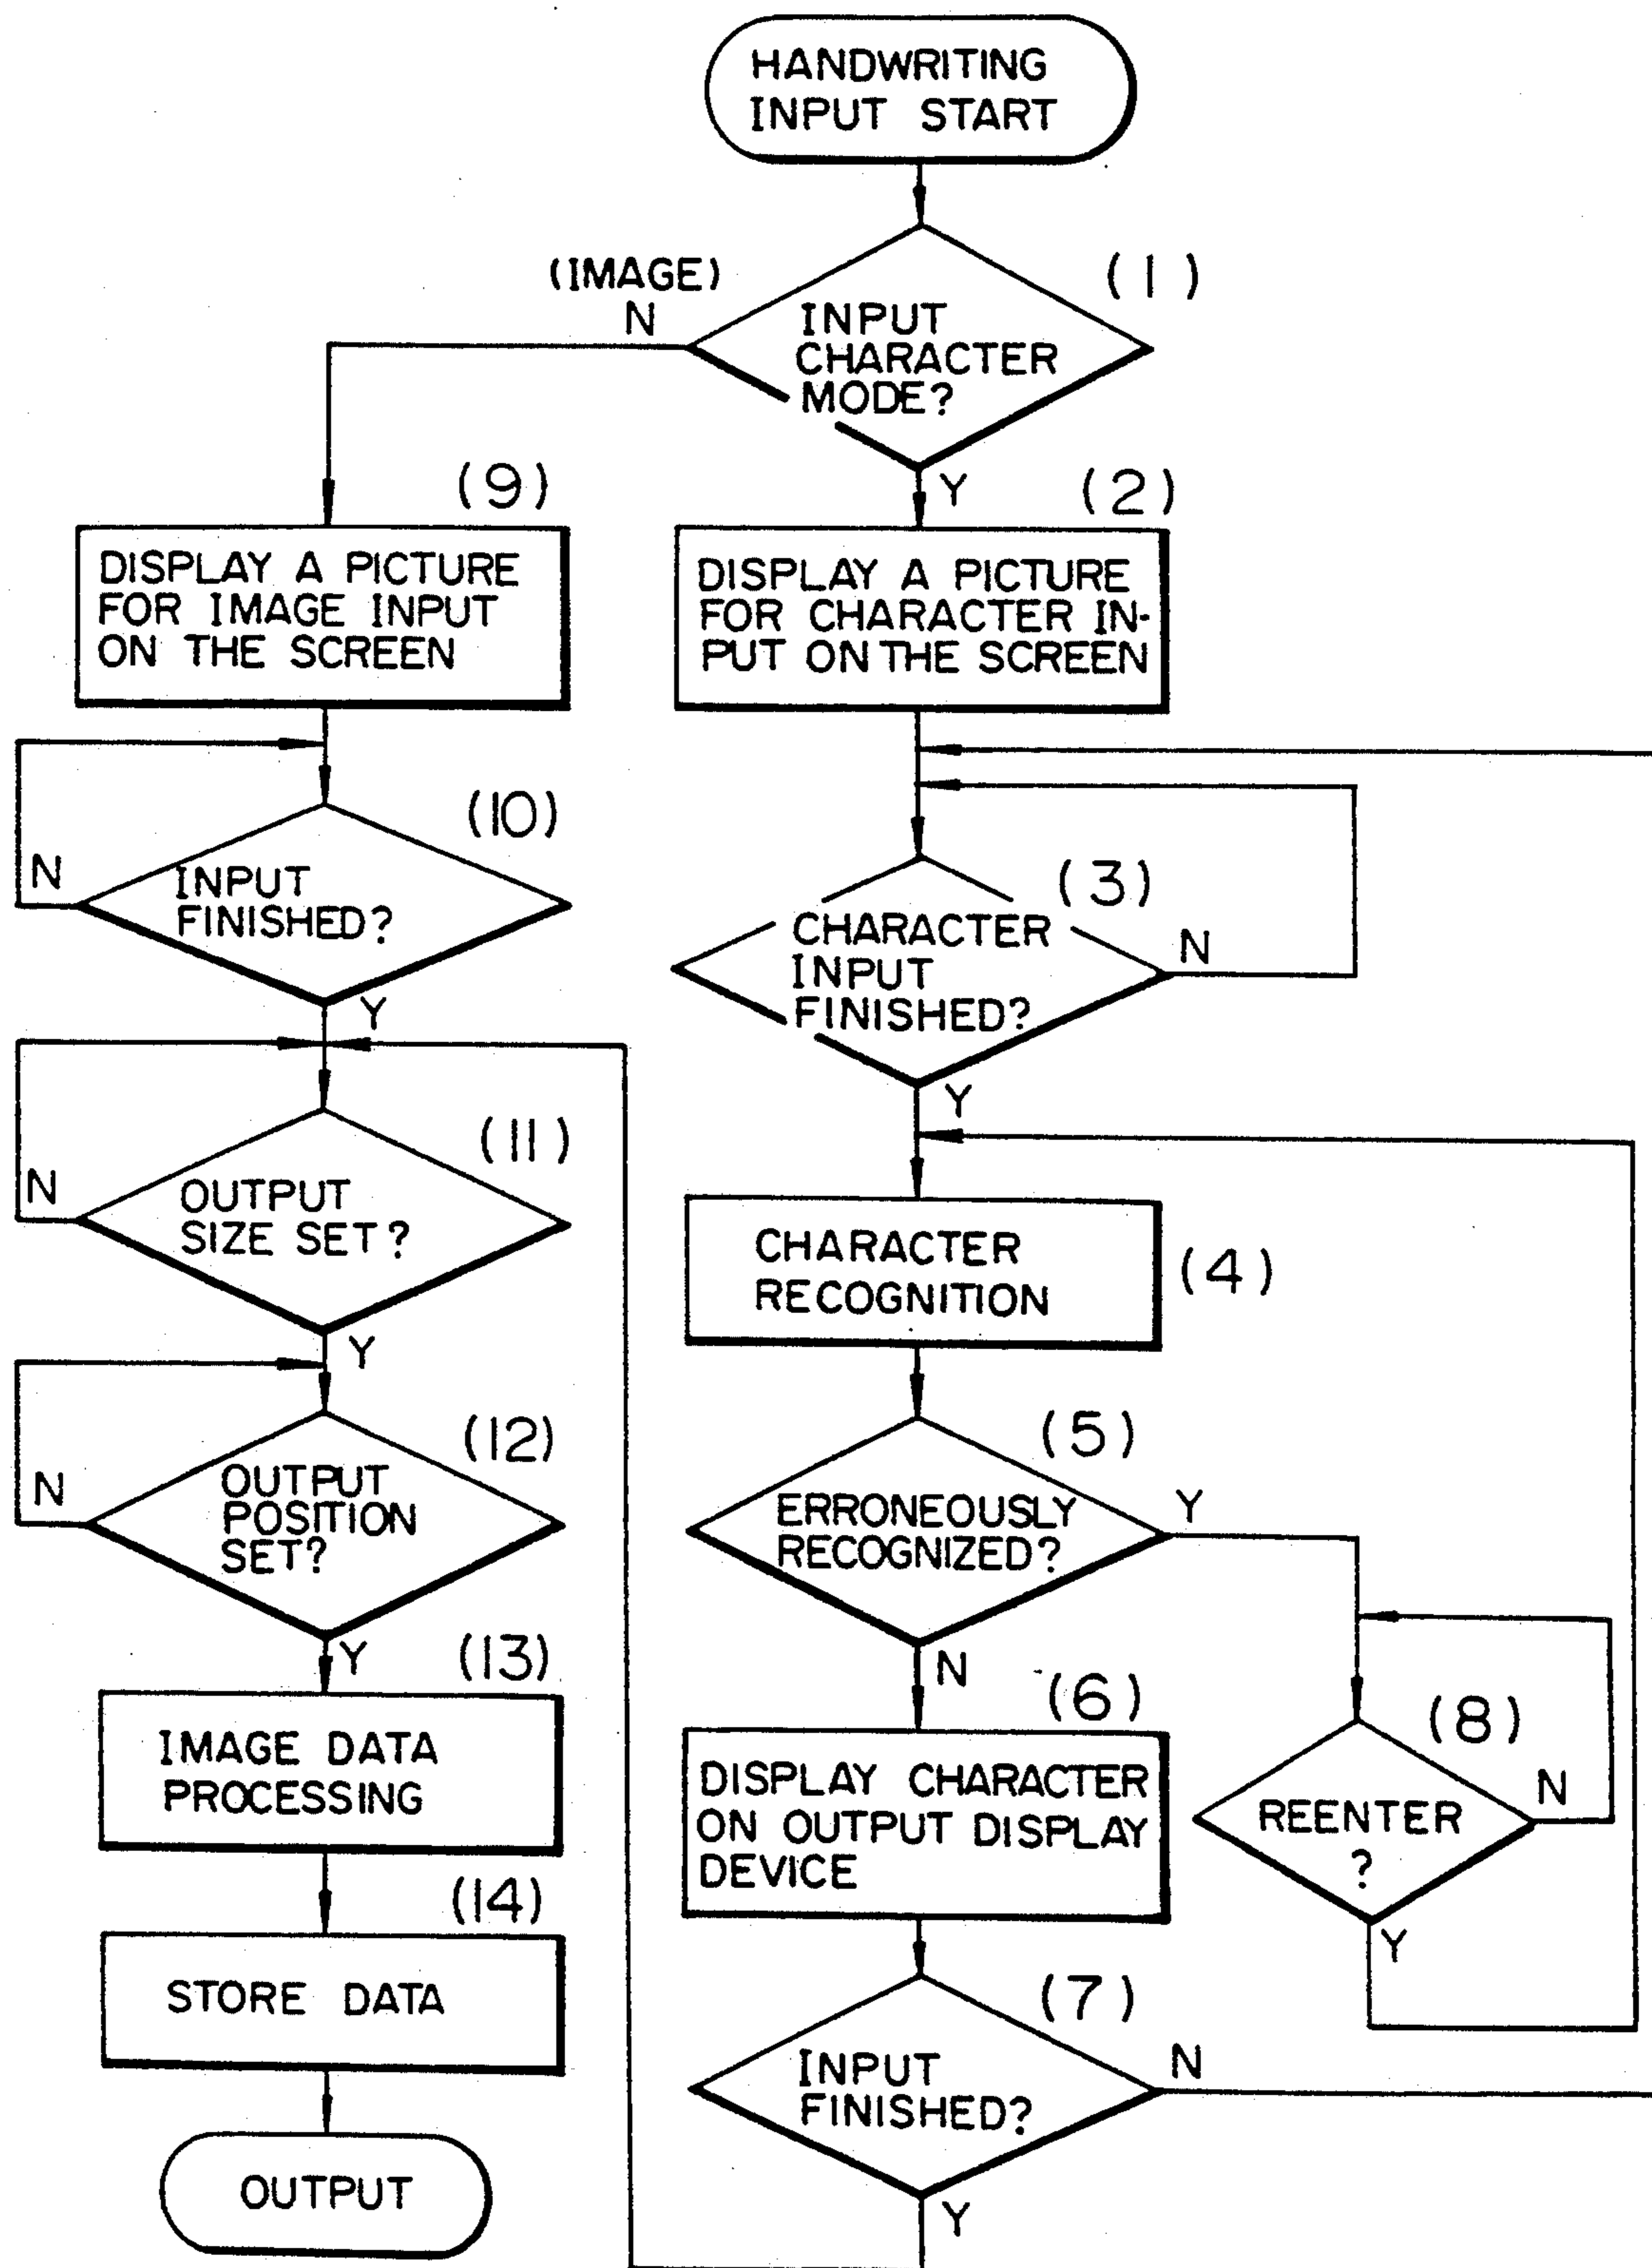 HANDWRITING
INPUT START
(1)
(IMAGE)
N
INPUT
CHARACTER
MODE?
Y
(2)
DISPLAY A PICTURE
FOR CHARACTER IN-
PUT ON THE SCREEN
(3)
CHARACTER
INPUT
FINISHED?
N
Y
CHARACTER
RECOGNITION
(4)
(5)
ERRONEOUSLY
RECOGNIZED?
Y
N
(6)
DISPLAY CHARACTER
ON OUTPUT DISPLAY
DEVICE
(8)
REENTER
?
N
Y
(7)
INPUT
FINISHED?
N
Y
(9)
DISPLAY A PICTURE
FOR IMAGE INPUT
ON THE SCREEN
(10)
N
INPUT
FINISHED?
Y
(11)
N
OUTPUT
SIZE SET?
Y
(12)
N
OUTPUT
POSITION
SET?
Y
(13)
IMAGE DATA
PROCESSING
(14)
STORE DATA
OUTPUT